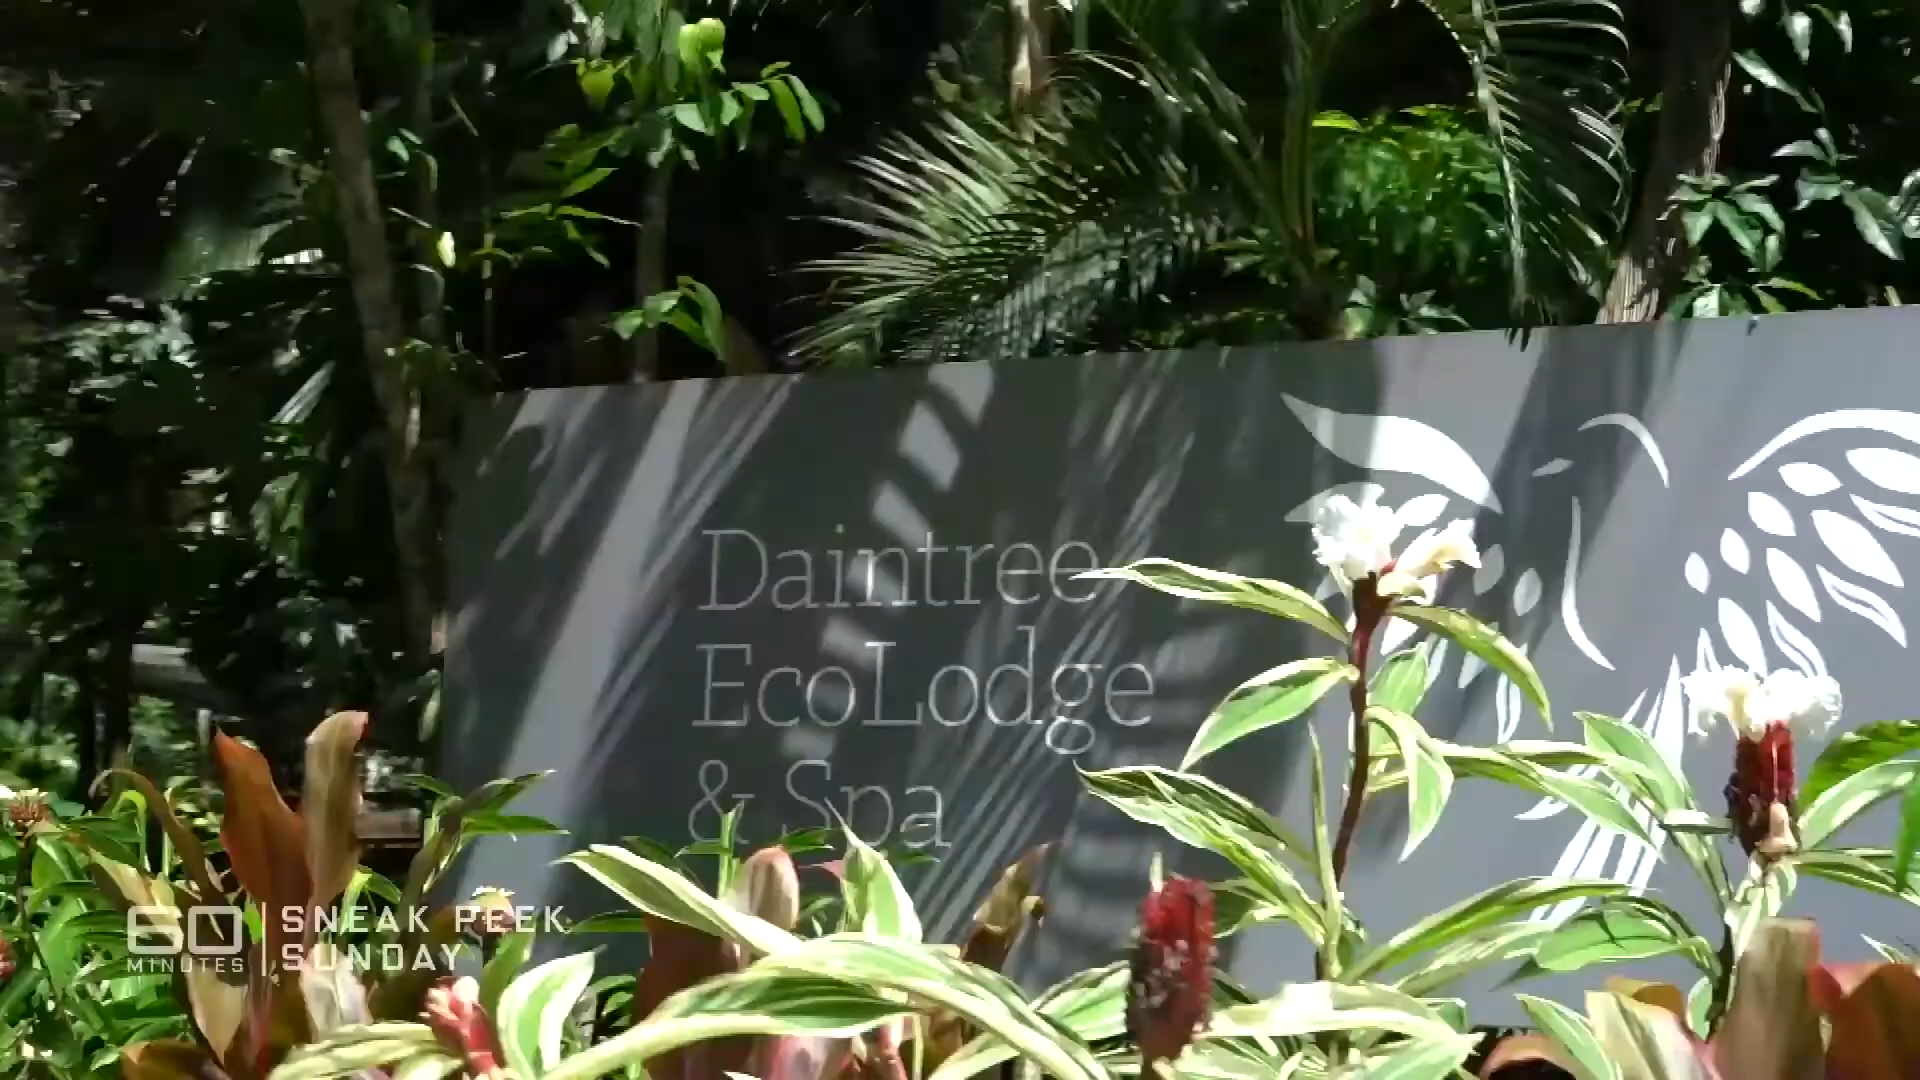 Daintree
EcoLodge
& Spa
60 MINUTES
SNEAK PEEK
SUNDAY